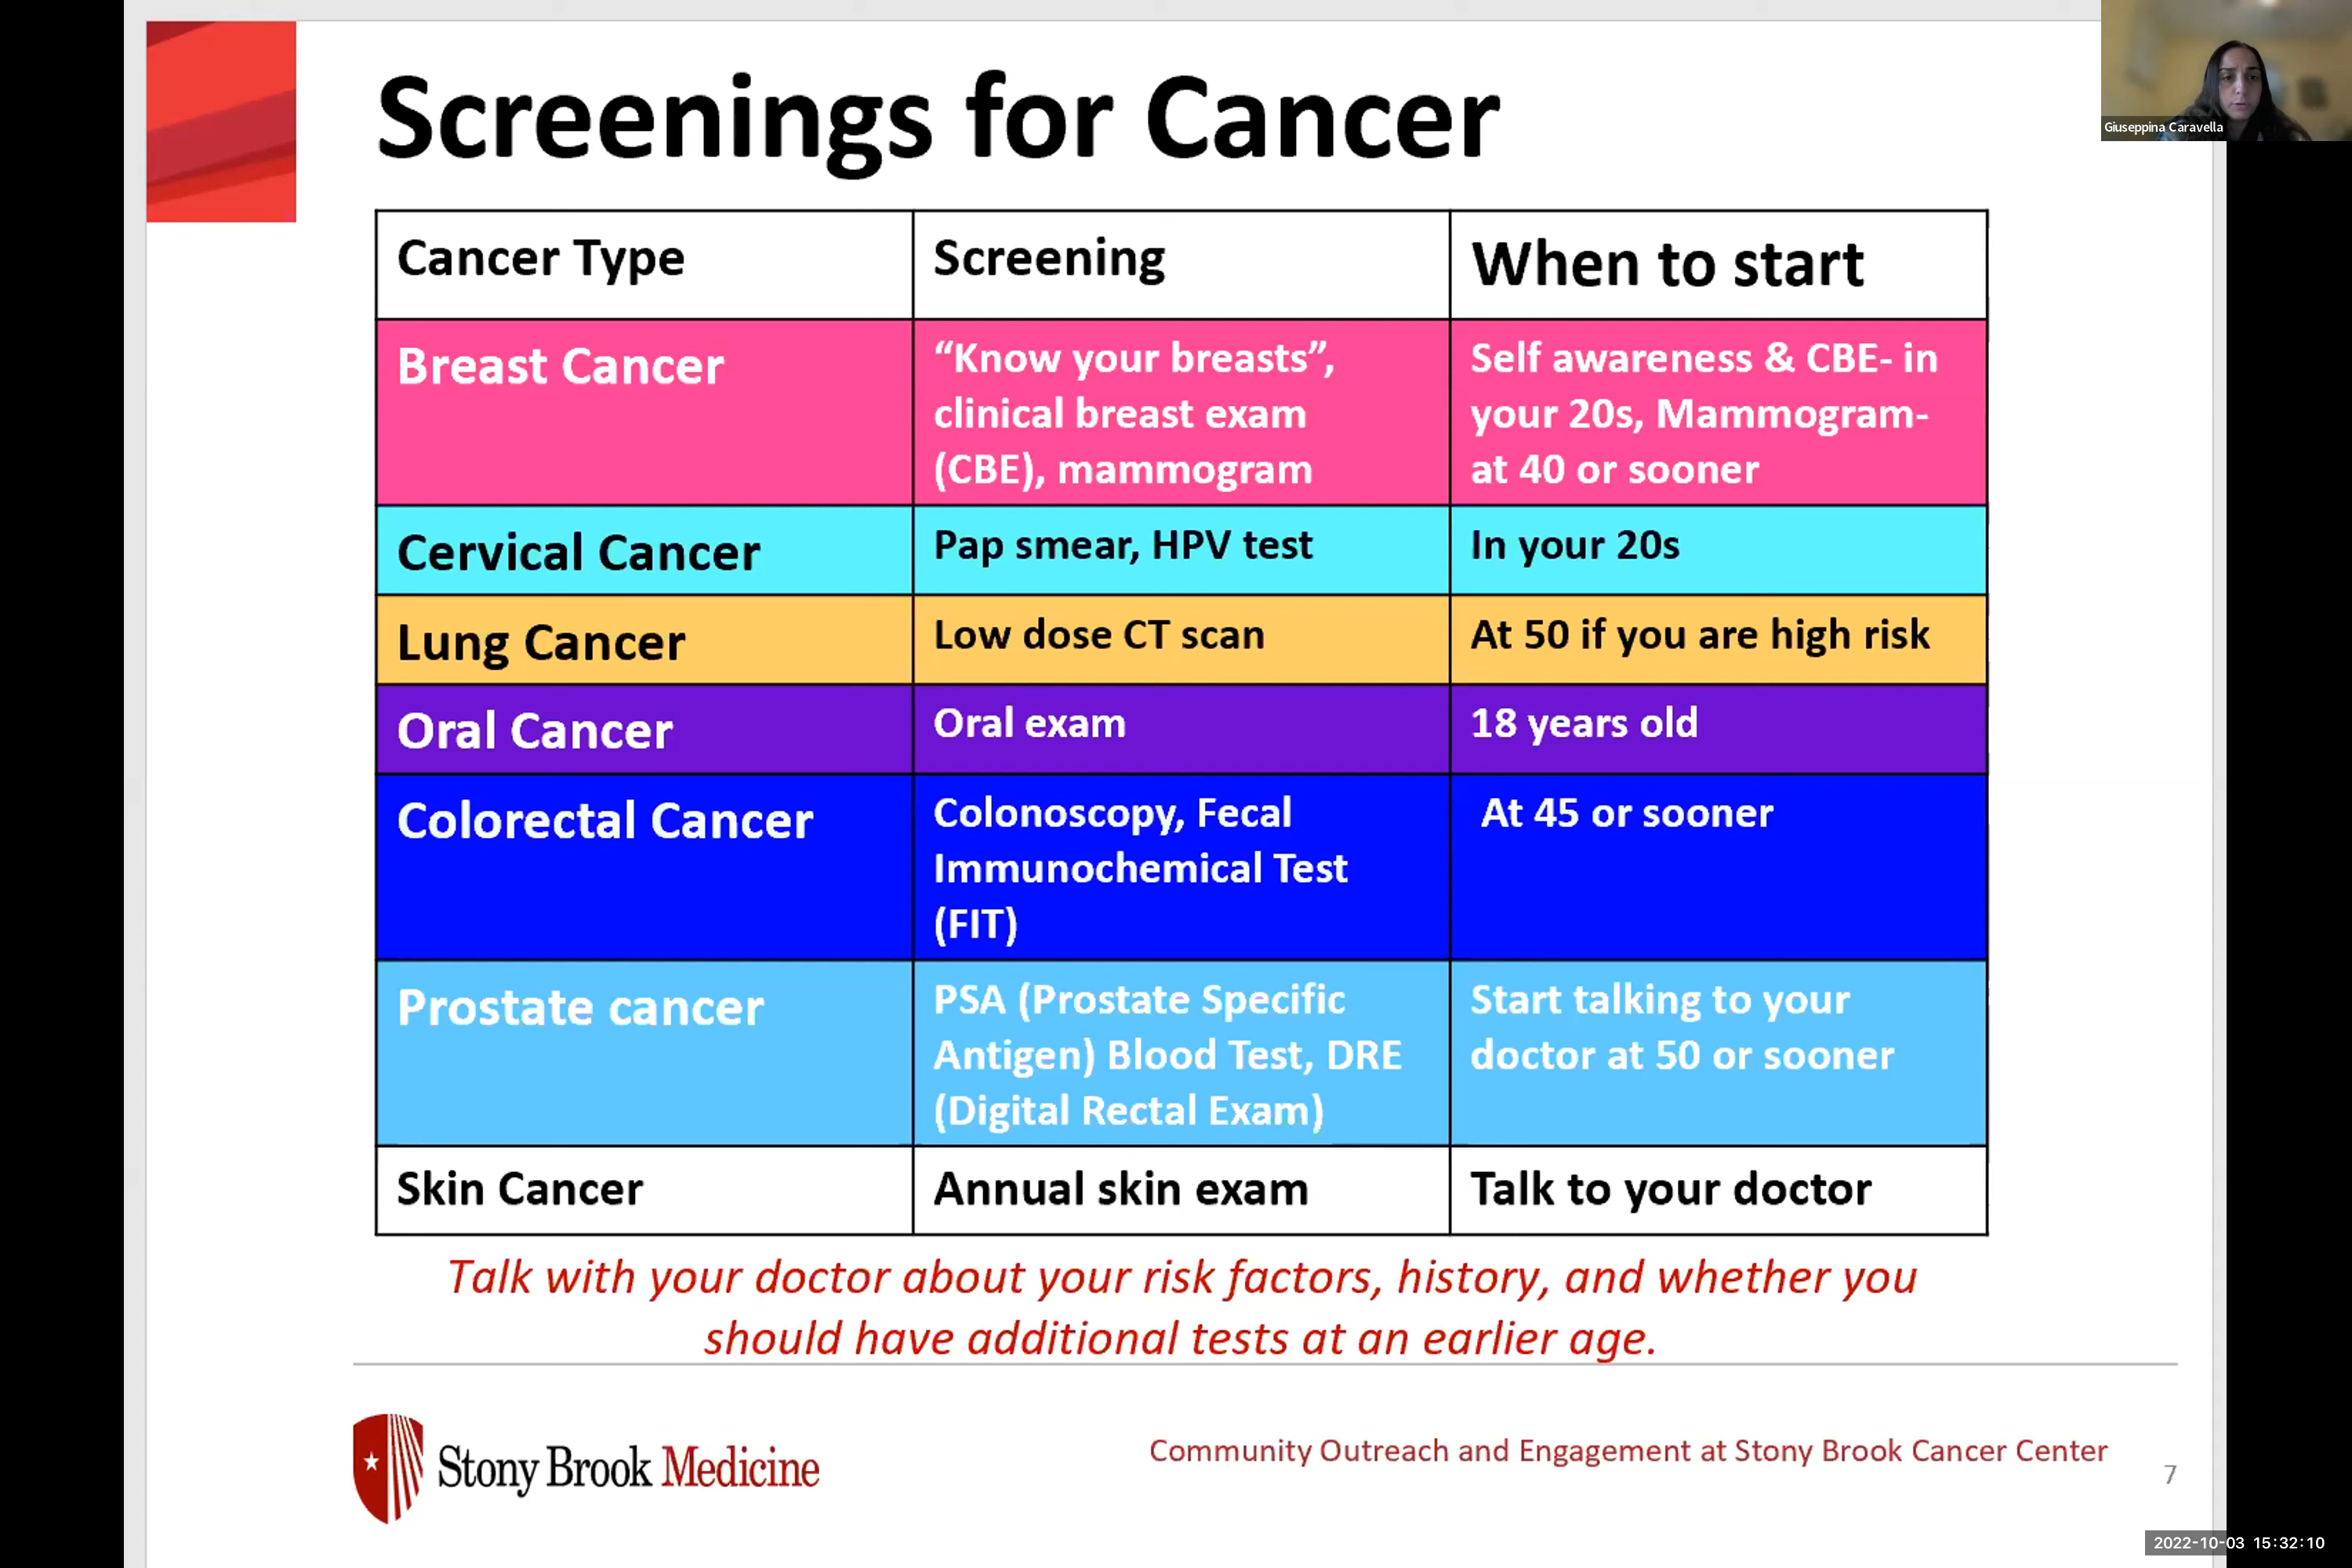 Screenings for Cancer
Giuseppina Caravella
Cancer Type
Screening
When to start
Breast Cancer
“Know your breasts”,
clinical breast exam
(CBE), mammogram
Self awareness & CBE- in
your 20s, Mammogram-
at 40 or sooner
Cervical Cancer
Pap smear, HPV test
In your 20s
Lung Cancer
Low dose CT scan
At 50 if you are high risk
Oral Cancer
Oral exam
18 years old
Colorectal Cancer
Colonoscopy, Fecal
Immunochemical Test
(FIT)
At 45 or sooner
Prostate cancer
PSA (Prostate Specific
Antigen) Blood Test, DRE
(Digital Rectal Exam)
Start talking to your
doctor at 50 or sooner
Skin Cancer
Annual skin exam
Talk to your doctor
Talk with your doctor about your risk factors, history, and whether you
should have additional tests at an earlier age.
Stony Brook Medicine
Community Outreach and Engagement at Stony Brook Cancer Center
7
2022-10-03 15:32:10